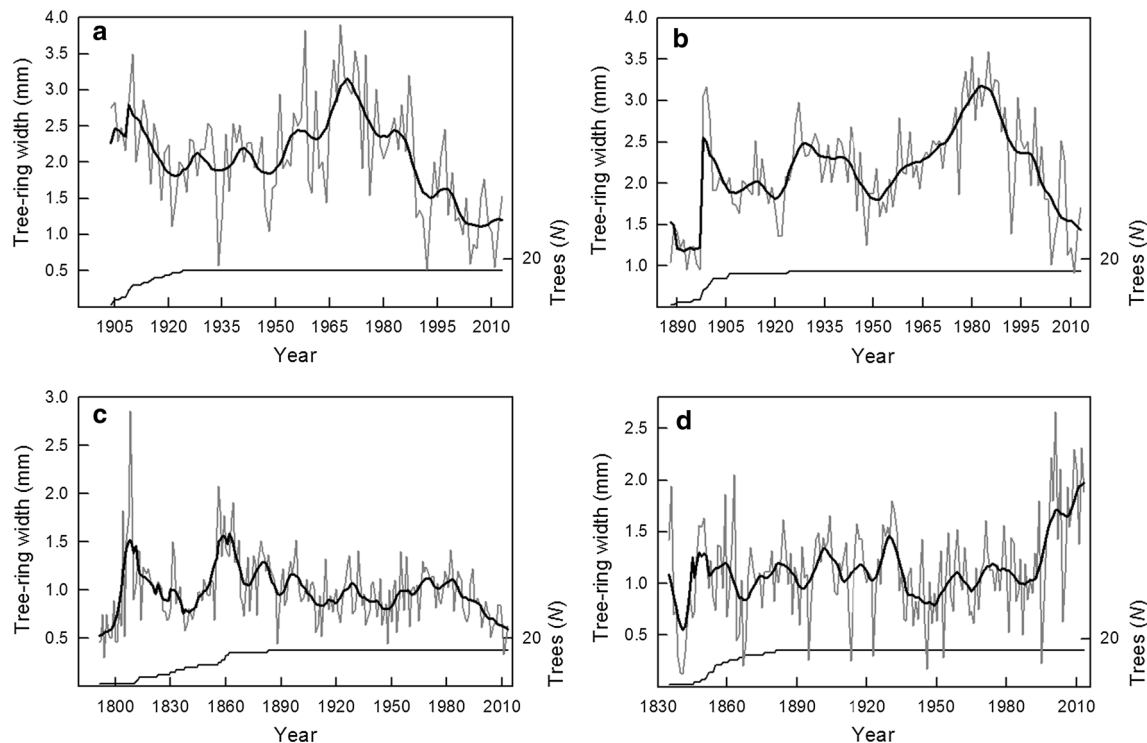 a
4.0
3.5
3.0
2.5
2.0
1.5
1.0
0.5
Tree-ring width (mm)
20
Trees (N)
1905 1920 1935 1950 1965 1980 1995 2010
Year
b
4.0
3.5
3.0
2.5
2.0
1.5
1.0
Tree-ring width (mm)
20
Trees (N)
1890 1905 1920 1935 1950 1965 1980 1995 2010
Year
c
3.0
2.5
2.0
1.5
1.0
0.5
Tree-ring width (mm)
20
Trees (N)
1800 1830 1860 1890 1920 1950 1980 2010
Year
d
2.5
2.0
1.5
1.0
0.5
Tree-ring width (mm)
20
Trees (N)
1830 1860 1890 1920 1950 1980 2010
Year